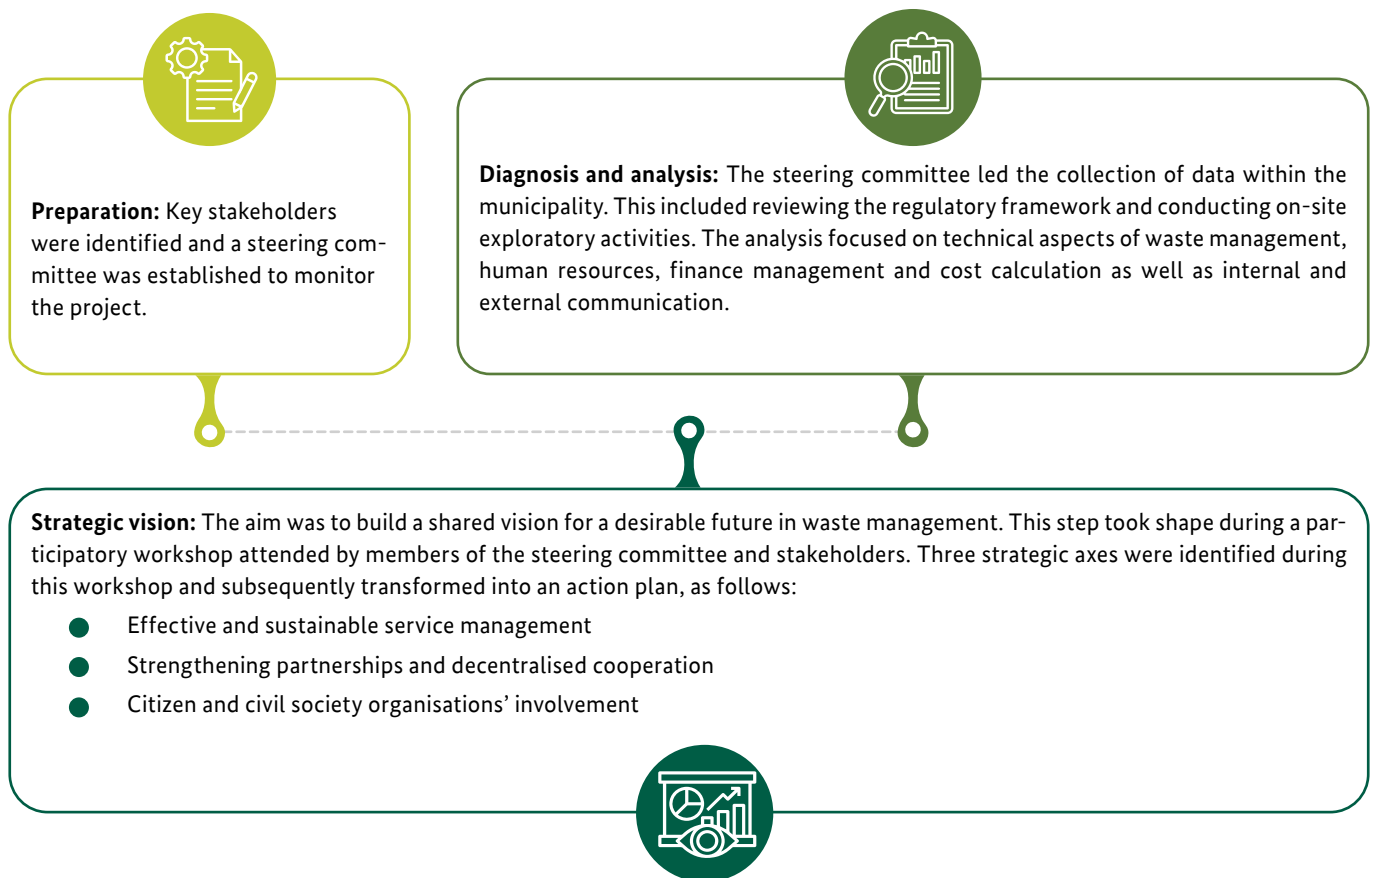 Preparation: Key stakeholders
were identified and a steering com-
mittee was established to monitor
the project.
Diagnosis and analysis: The steering committee led the collection of data within the
municipality. This included reviewing the regulatory framework and conducting on-site
exploratory activities. The analysis focused on technical aspects of waste management,
human resources, finance management and cost calculation as well as internal and
external communication.
Strategic vision: The aim was to build a shared vision for a desirable future in waste management. This step took shape during a par-
ticipatory workshop attended by members of the steering committee and stakeholders. Three strategic axes were identified during
this workshop and subsequently transformed into an action plan, as follows:
Effective and sustainable service management
Strengthening partnerships and decentralised cooperation
Citizen and civil society organisations’ involvement